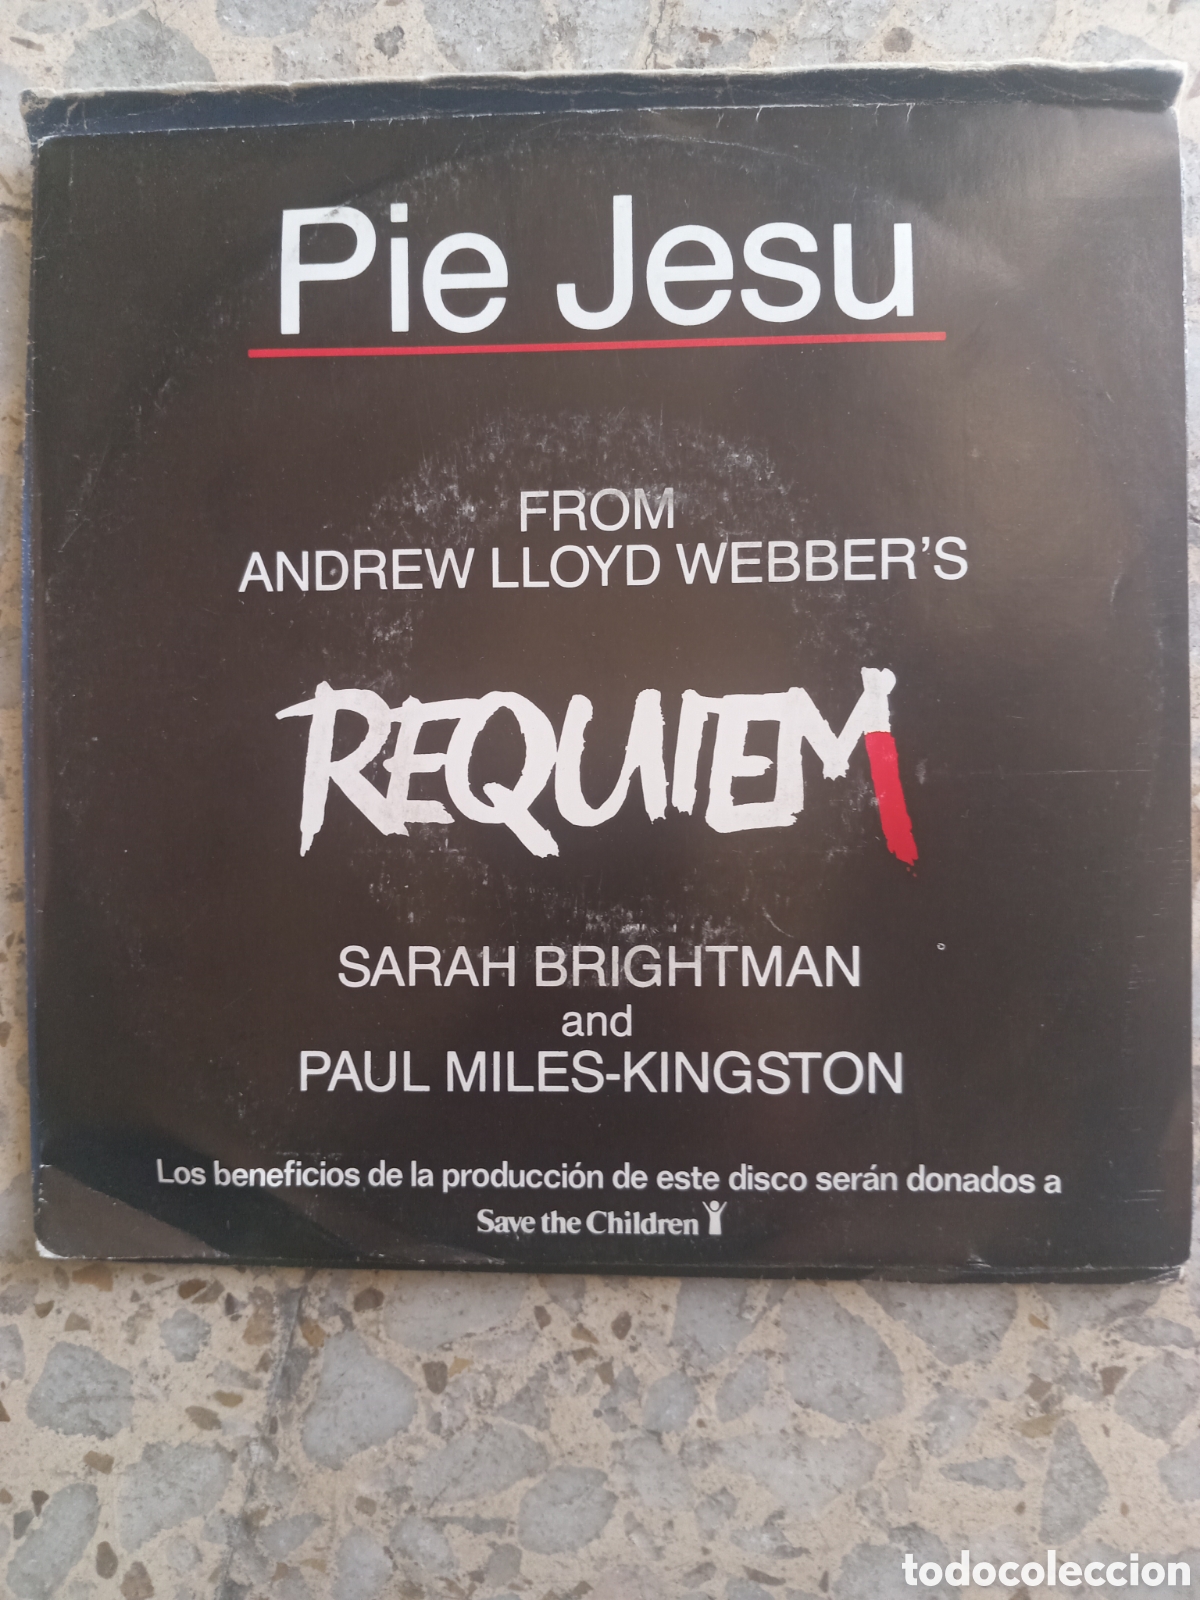 Pie Jesu
FROM
ANDREW LLOYD WEBBER'S
REQUIEM
SARAH BRIGHTMAN
and
PAUL MILES-KINGSTON
Los beneficios de la producción de este disco serán donados a
Save the Children
todocoleccion